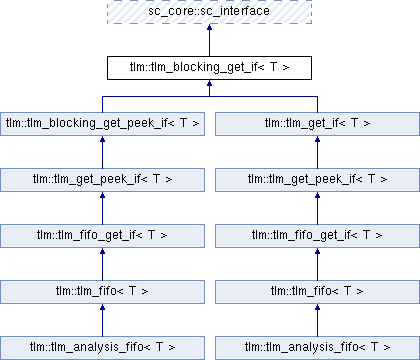 sc_core::sc_interface
tlm::tlm_blocking_get_if< T >
tlm::tlm_blocking_get_peek_if< T >
tlm::tlm_get_if< T >
tlm::tlm_get_peek_if< T >
tlm::tlm_get_peek_if< T >
tlm::tlm_fifo_get_if< T >
tlm::tlm_fifo_get_if< T >
tlm::tlm_fifo< T >
tlm::tlm_fifo< T >
tlm::tlm_analysis_fifo< T >
tlm::tlm_analysis_fifo< T >